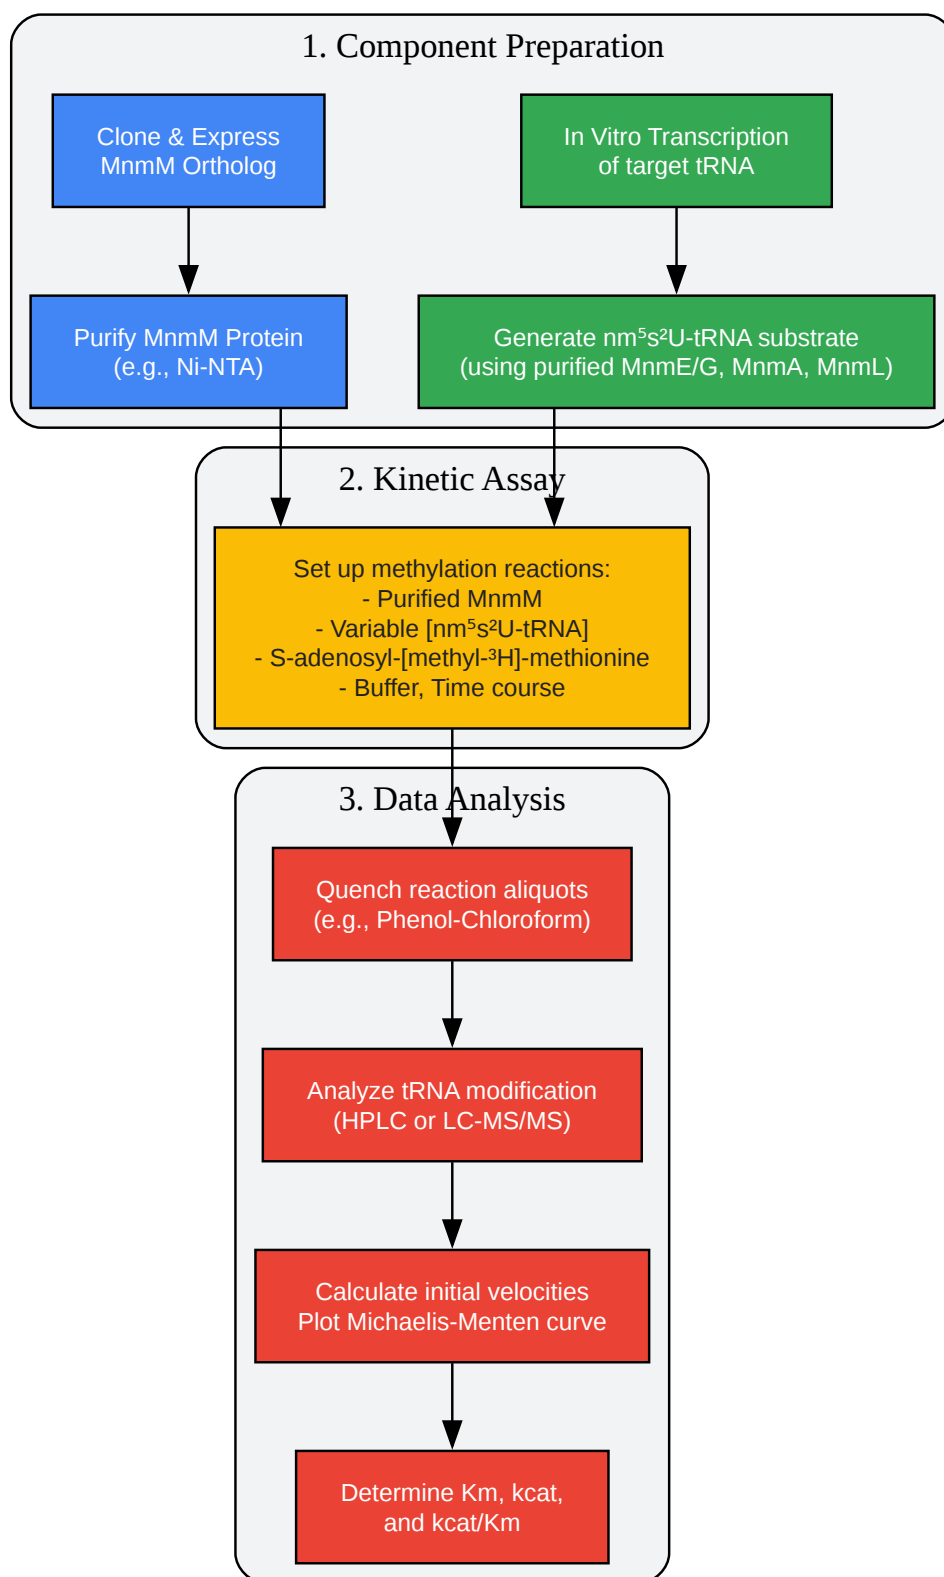 1. Component Preparation
Clone & Express
MnmM Ortholog
In Vitro Transcription
of target tRNA
Purify MnmM Protein
(e.g., Ni-NTA)
Generate nm⁵s²U-tRNA substrate
(using purified MnmE/G, MnmA, MnmL)
2. Kinetic Assay
Set up methylation reactions:
- Purified MnmM
- Variable [nm⁵s²U-tRNA]
- S-adenosyl-[methyl-³H]-methionine
- Buffer, Time course
3. Data Analysis
Quench reaction aliquots
(e.g., Phenol-Chloroform)
Analyze tRNA modification
(HPLC or LC-MS/MS)
Calculate initial velocities
Plot Michaelis-Menten curve
Determine Km, kcat,
and kcat/Km